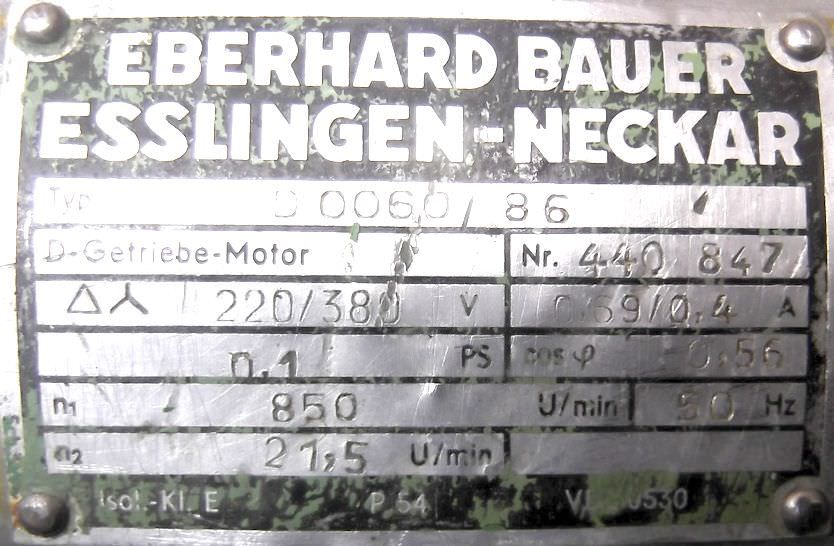 EBERHARD BAUER
ESSLINGEN-NECKAR
Typ D 0060/86
D-Getriebe-Motor Nr. 440 847
220/380 V 0,69/0,4 A
0,1 PS cos φ 0,56
n1 850 U/min 50 Hz
n2 21,5 U/min
Isol.-Kl. E P 54 0530